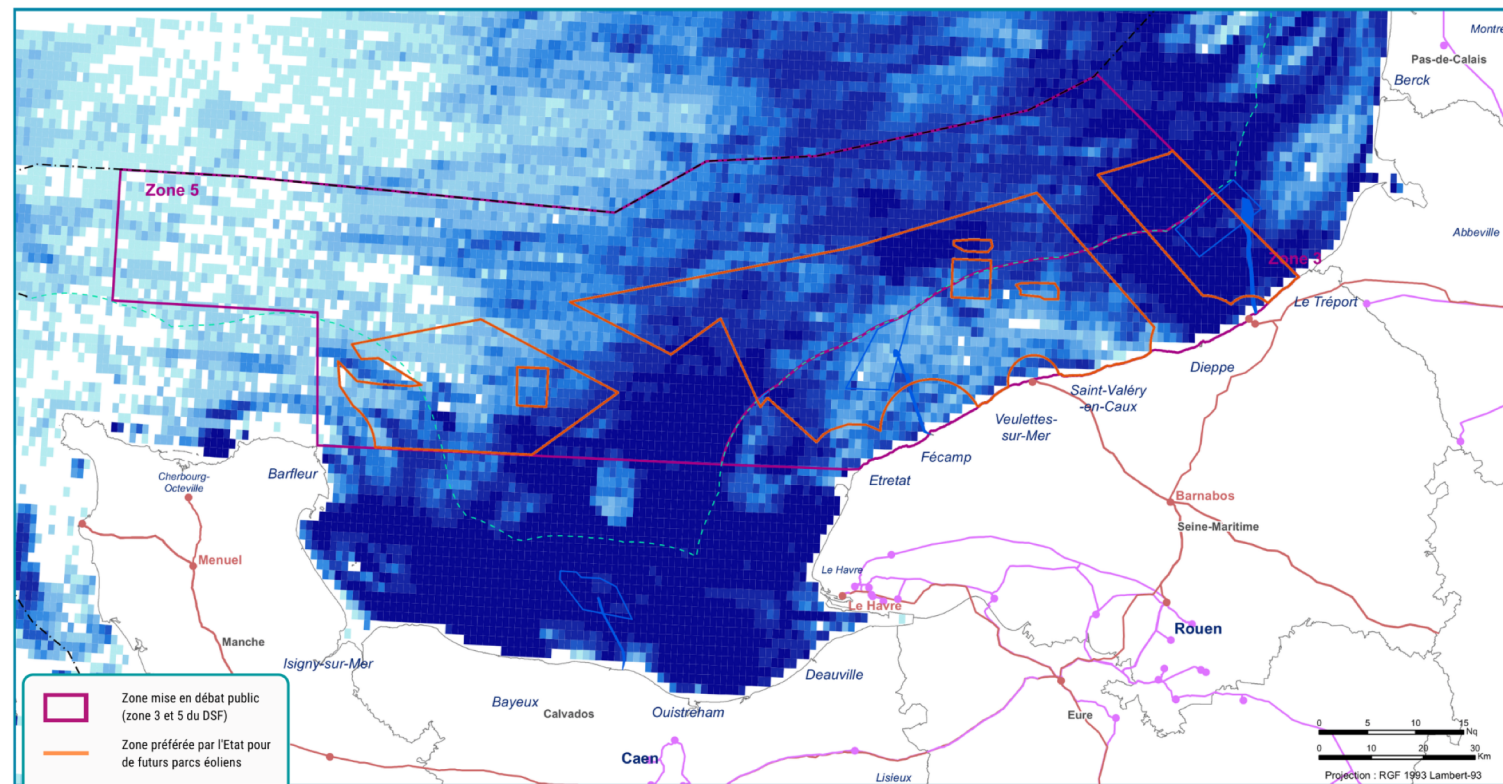 Montre
Pas-de-Calais
Berck
Zone 5
Abbeville
Zone
Le Tréport
Dieppe
Saint-Valéry
-en-Caux
Veulettes-
sur-Mer
Fécamp
Etretat
Barfleur
Cherbourg-
Octeville
Barnabos
Seine-Maritime
Menuel
Le Havre
Le Havre
Rouen
Manche
Isigny-sur-Mer
Deauville
Bayeux
Calvados
Ouistreham
Eure
Caen
Lisieux
Zone mise en débat public
(zone 3 et 5 du DSF)
Zone préférée par l'Etat pour
de futurs parcs éoliens
0 5 10 15
Nq
0 10 20 30
Km
Projection : RGF 1993 Lambert-93